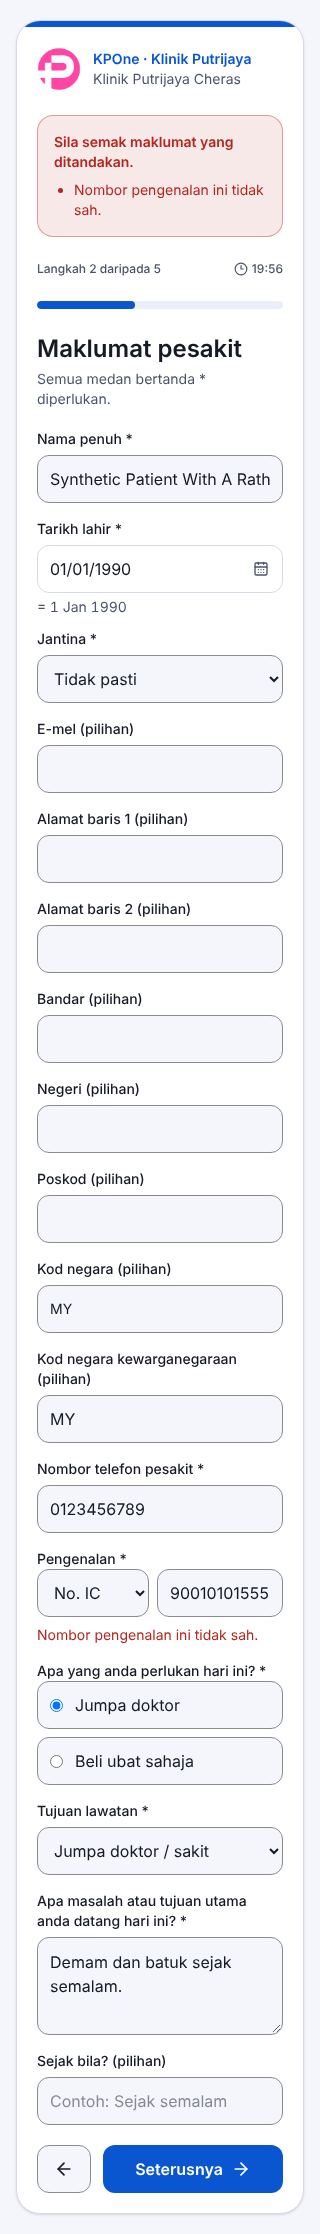 KPOne · Klinik Putrijaya
Klinik Putrijaya Cheras
Sila semak maklumat yang
ditandakan.
• Nombor pengenalan ini tidak
sah.
Langkah 2 daripada 5
19:56
Maklumat pesakit
Semua medan bertanda *
diperlukan.
Nama penuh *
Synthetic Patient With A Rath
Tarikh lahir *
01/01/1990
= 1 Jan 1990
Jantina *
Tidak pasti
E-mel (pilihan)
Alamat baris 1 (pilihan)
Alamat baris 2 (pilihan)
Bandar (pilihan)
Negeri (pilihan)
Poskod (pilihan)
Kod negara (pilihan)
MY
Kod negara kewarganegaraan
(pilihan)
MY
Nombor telefon pesakit *
0123456789
Pengenalan *
No. IC
90010101555
Nombor pengenalan ini tidak sah.
Apa yang anda perlukan hari ini? *
Jumpa doktor
Beli ubat sahaja
Tujuan lawatan *
Jumpa doktor / sakit
Apa masalah atau tujuan utama
anda datang hari ini? *
Demam dan batuk sejak
semalam.
Sejak bila? (pilihan)
Contoh: Sejak semalam
← Seterusnya →